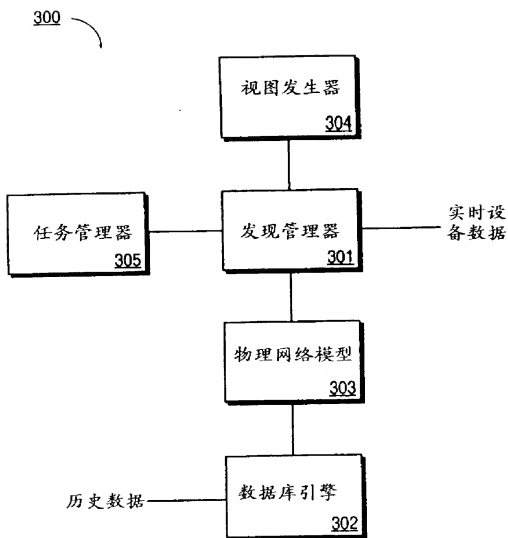 300
视图发生器
304
任务管理器
305
发现管理器
301
实时设
备数据
物理网络模型
303
历史数据
数据库引擎
302